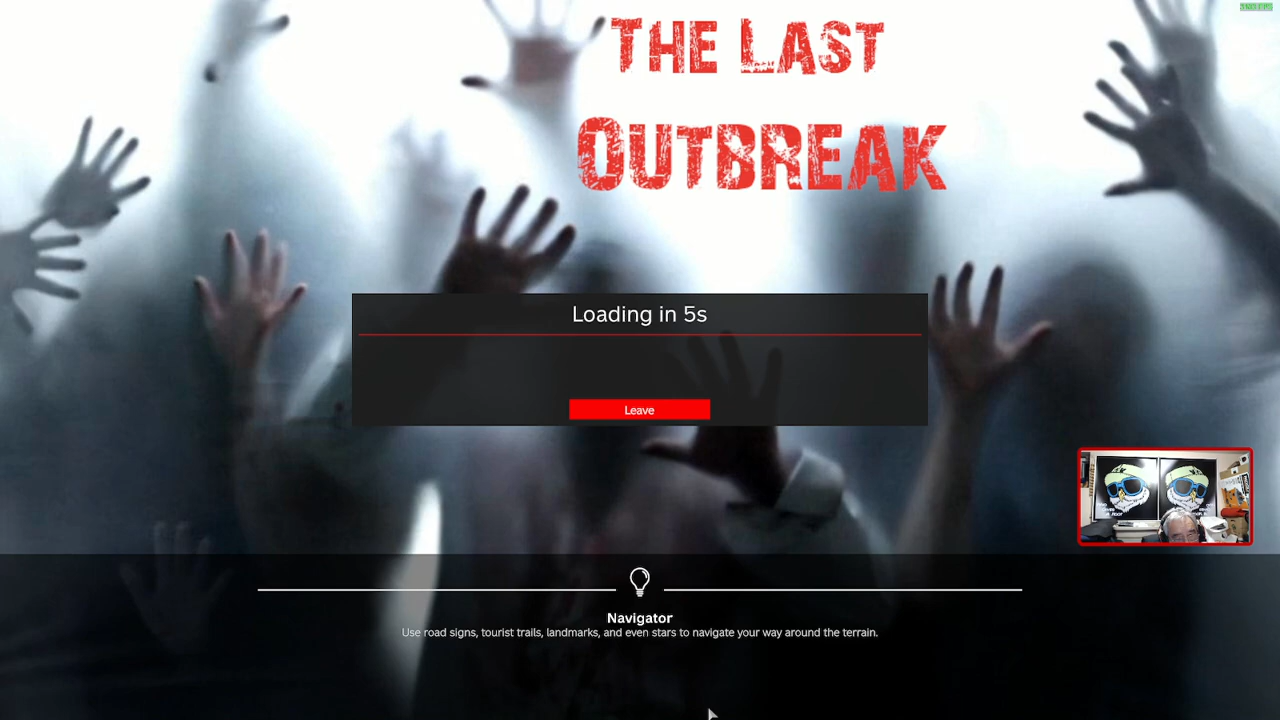 THE LAST
OUTBREAK
Loading in 5s
Leave
Navigator
Use road signs, tourist trails, landmarks, and even stars to navigate your way around the terrain.